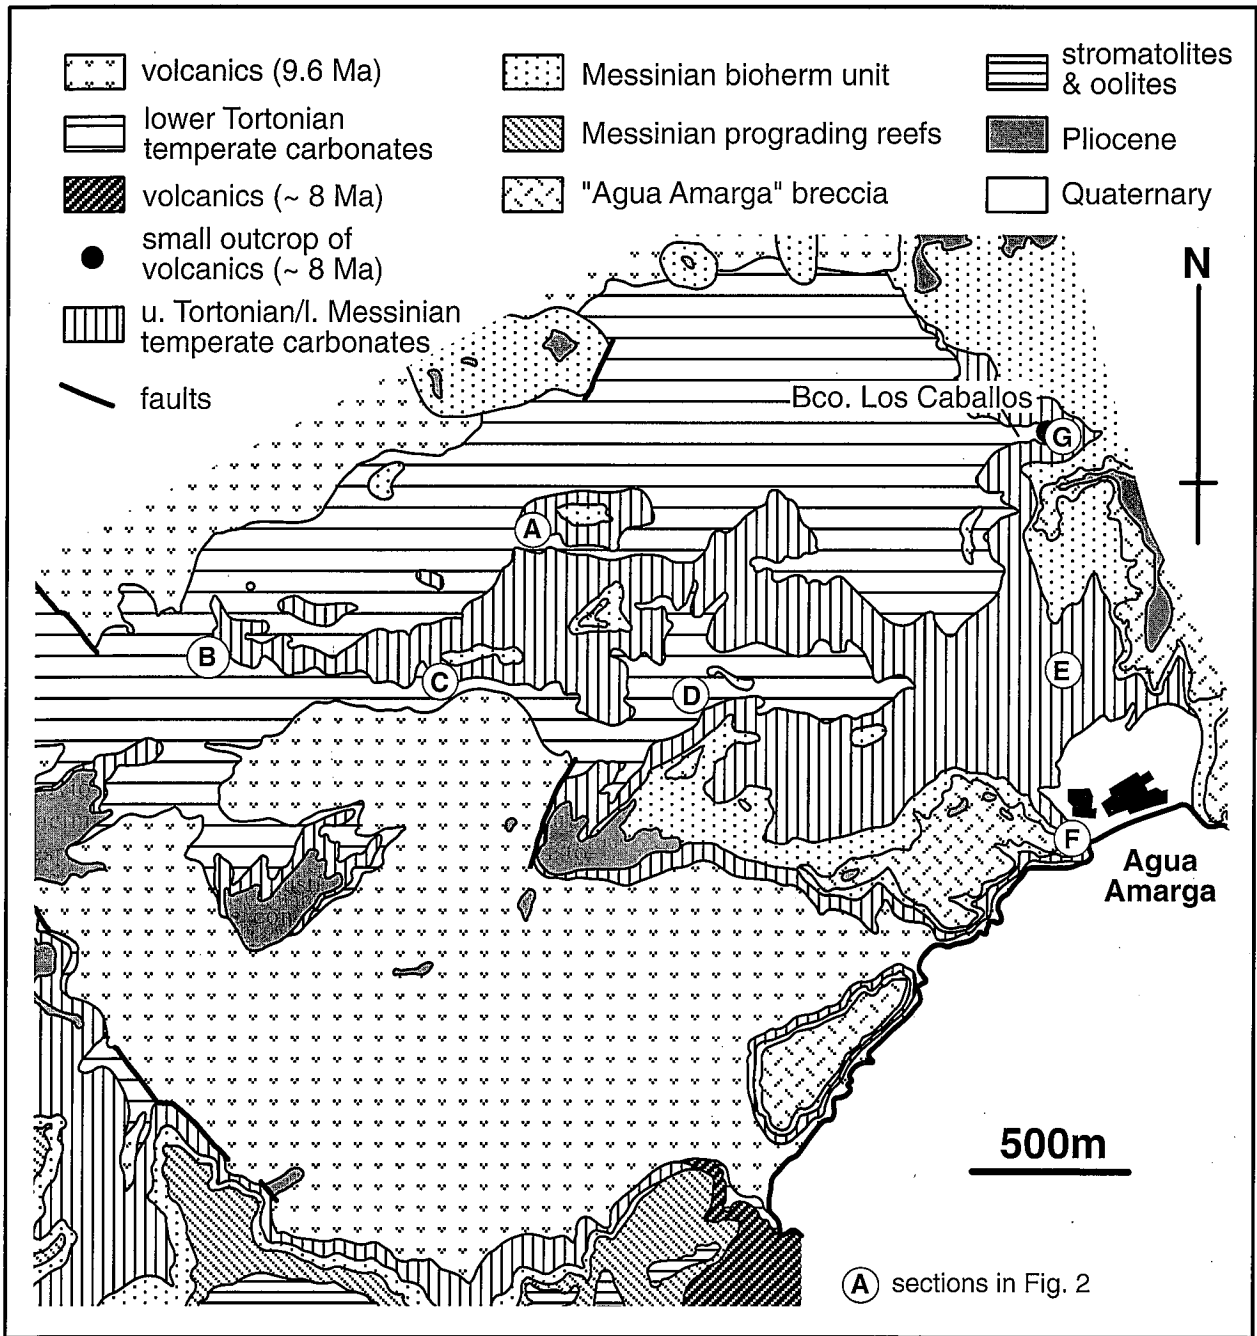 volcanics (9.6 Ma)
lower Tortonian
temperate carbonates
volcanics (~ 8 Ma)
small outcrop of
volcanics (~ 8 Ma)
u. Tortonian/l. Messinian
temperate carbonates
faults
Messinian bioherm unit
Messinian prograding reefs
"Agua Amarga" breccia
stromatolites
& oolites
Pliocene
Quaternary
N
Bco. Los Caballos
G
A
B
C
D
E
F
Agua
Amarga
500m
A sections in Fig. 2